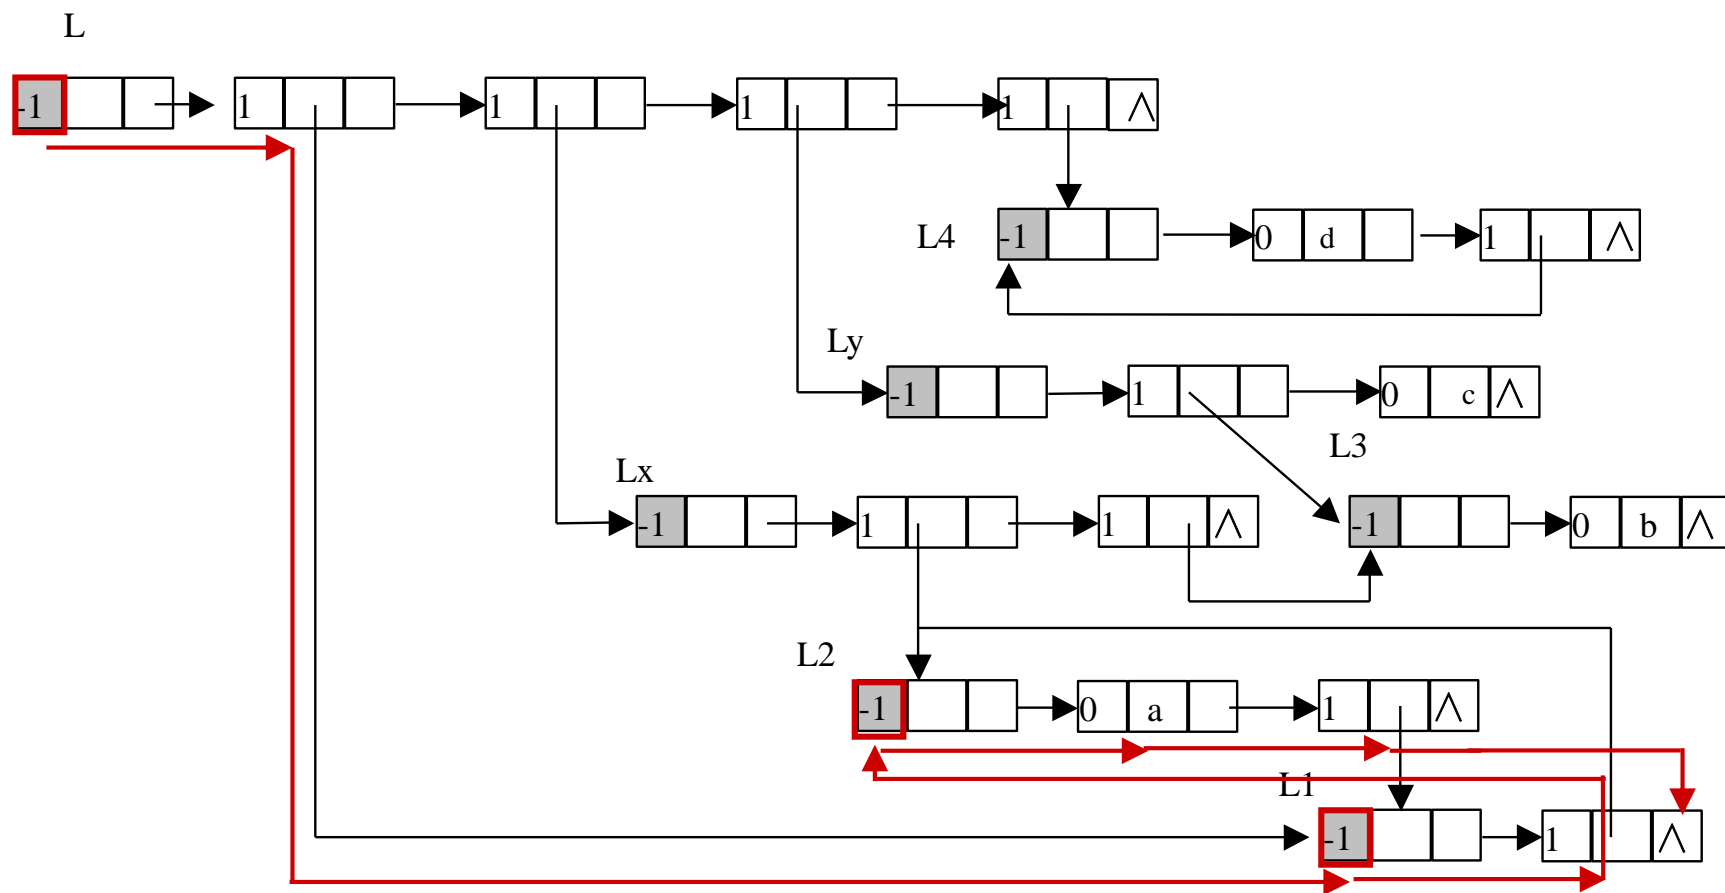 L
-1 1 1 1 1 ∧
L4 -1 0 d 1 ∧
Ly
-1 1 0 c ∧
L3
Lx
-1 1 1 ∧ -1 0 b ∧
L2
-1 0 a 1 ∧
L1
-1 1 ∧